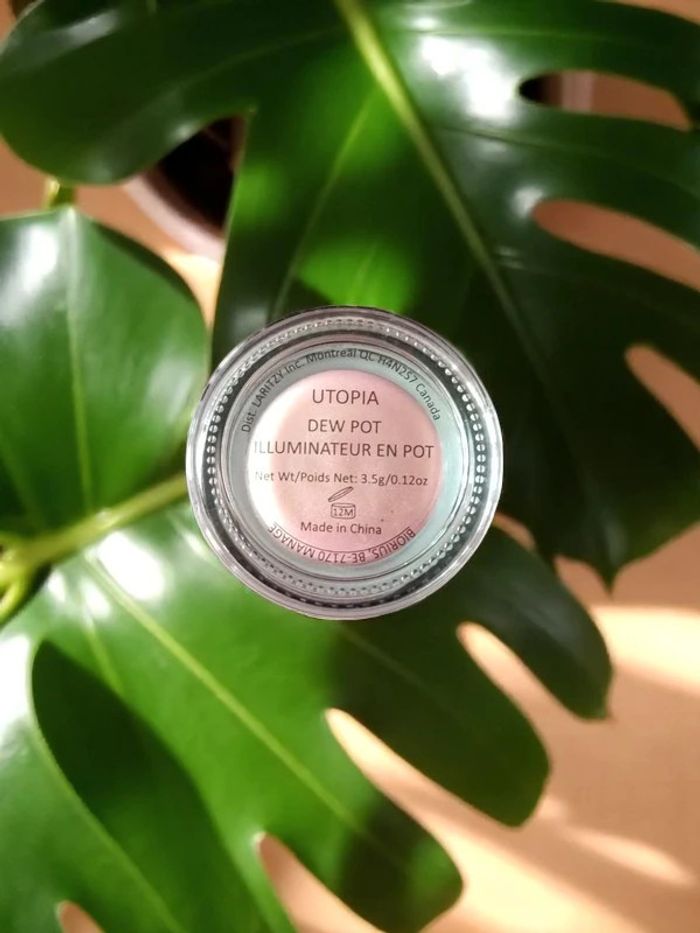 Dist. LARITZY Inc. Montreal QC H4N2S7 Canada
UTOPIA
DEW POT
ILLUMINATEUR EN POT
Net Wt/Poids Net: 3.5g/0.12oz
12M
Made in China
BIORIUS, BE-7170 MANAGE